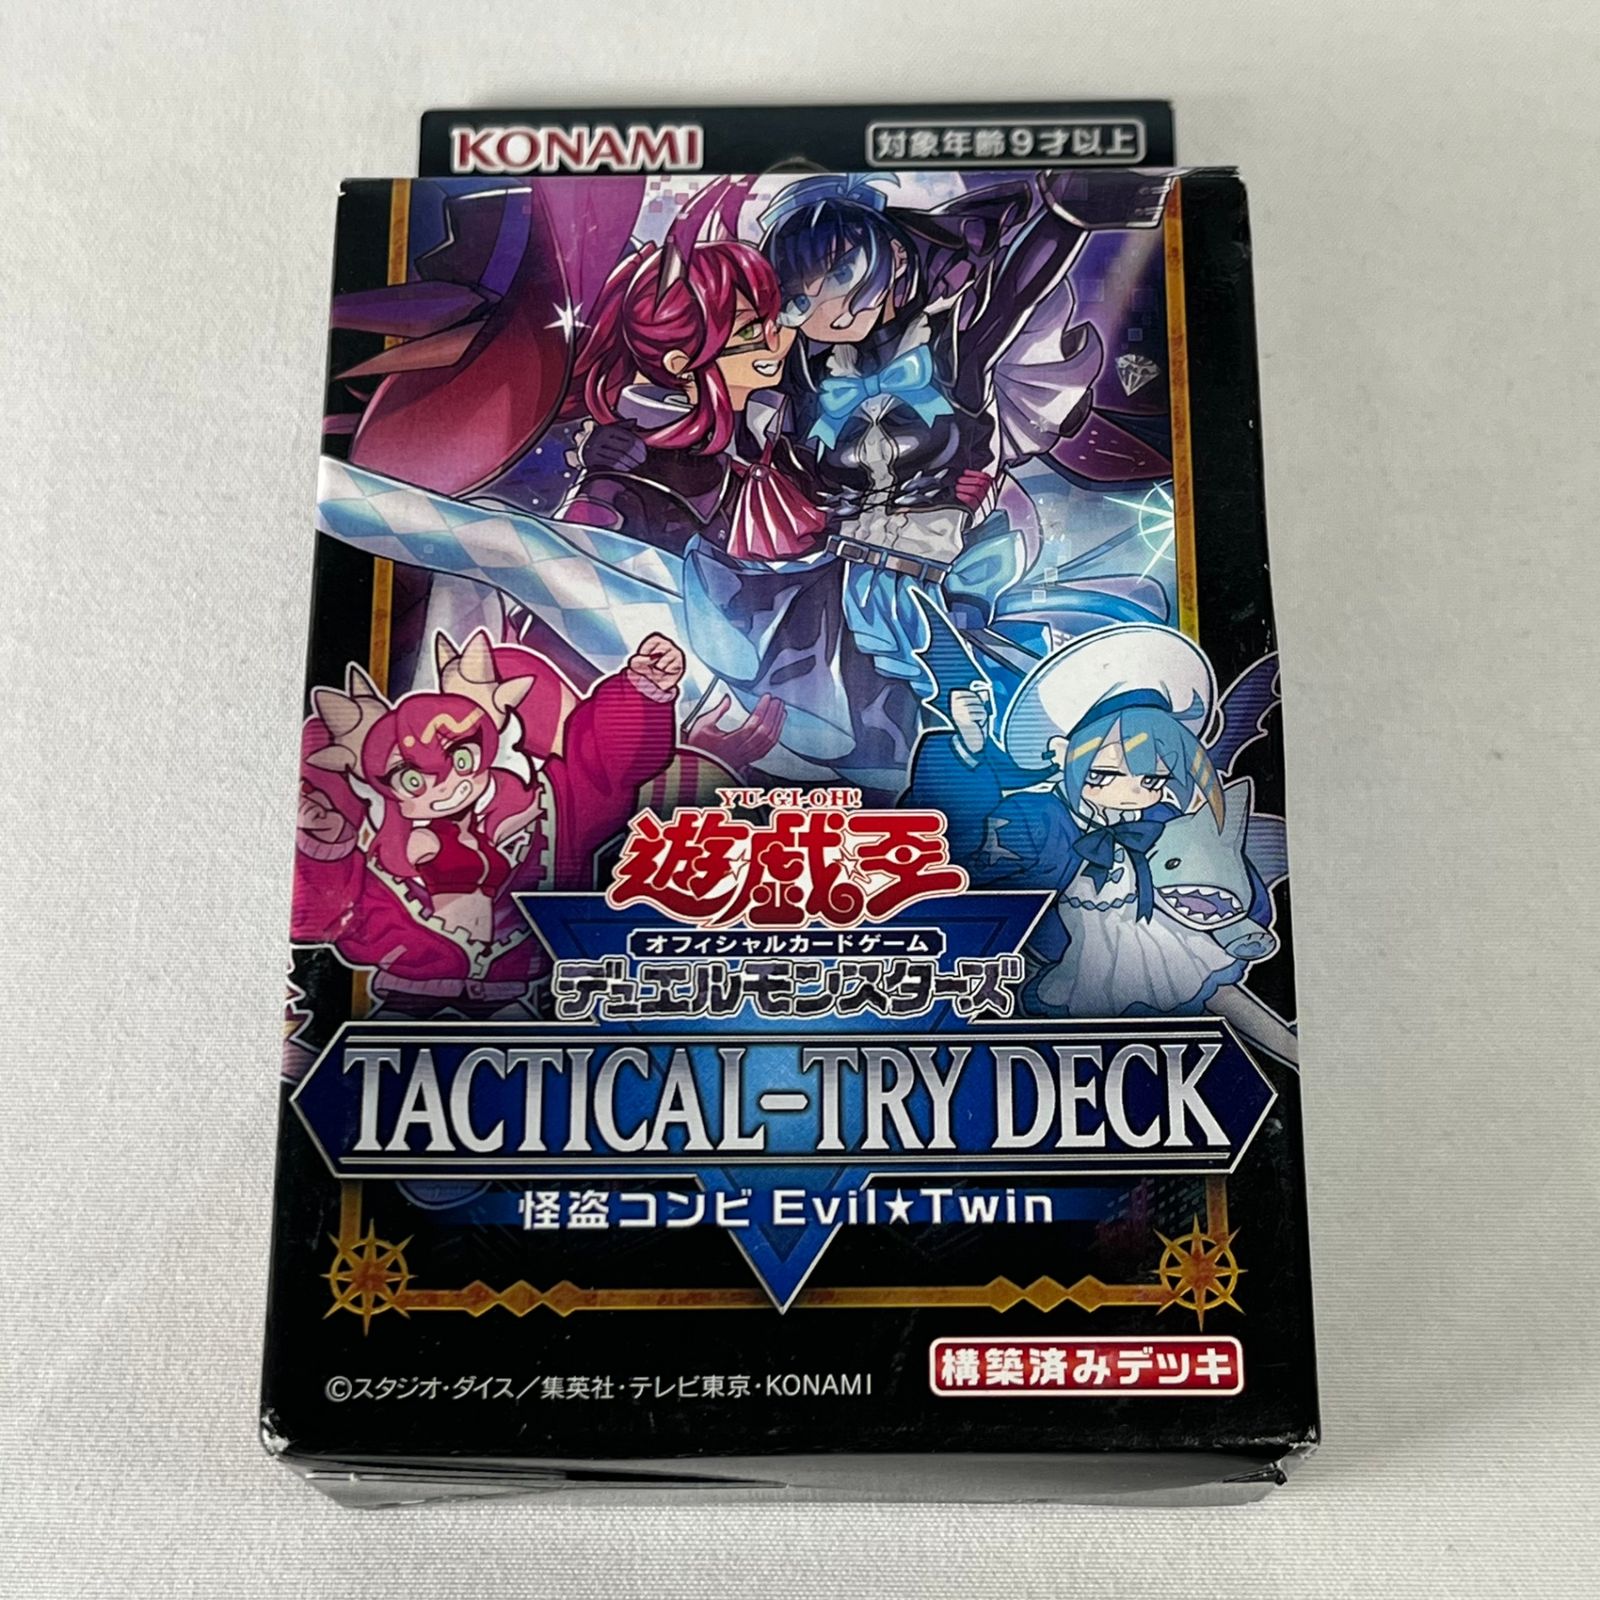 KONAMI
対象年齢9才以上
YU-GI-OH!
遊戯王
オフィシャルカードゲーム
デュエルモンスターズ
TACTICAL-TRY DECK
怪盗コンビ Evil★Twin
構築済みデッキ
©スタジオ・ダイス/集英社・テレビ東京・KONAMI